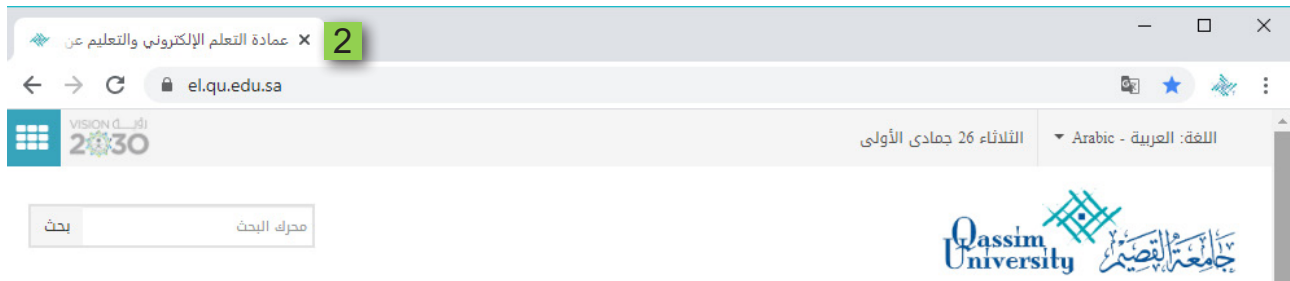 عمادة التعلم الإلكتروني والتعليم عن
2
el.qu.edu.sa
اللغة: العربية - Arabic
الثلاثاء 26 جمادى الأولى
VISION رؤيــــة
2030
Qassim
University
جامعة القصيم
محرك البحث
بحث